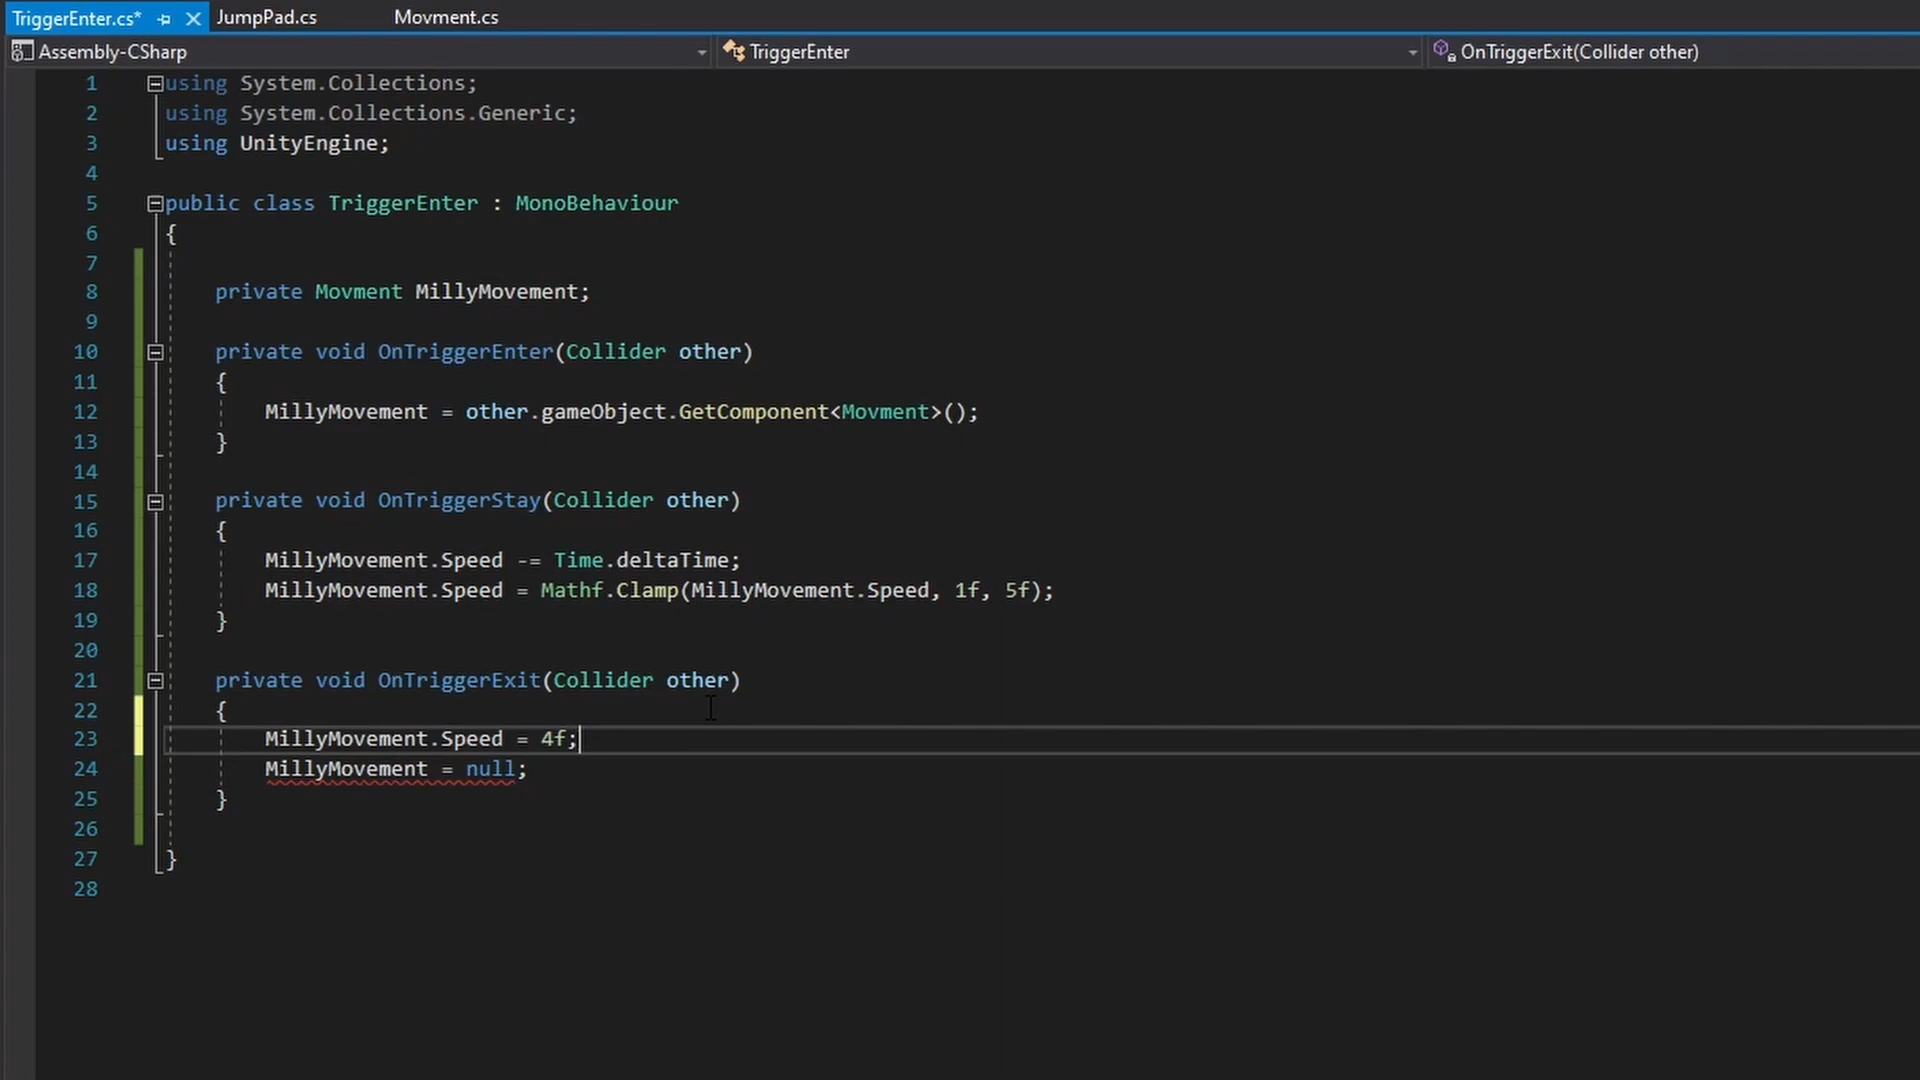 TriggerEnter.cs* JumpPad.cs Movment.cs
Assembly-CSharp TriggerEnter OnTriggerExit(Collider other)
1 using System.Collections;
2 using System.Collections.Generic;
3 using UnityEngine;
4
5 public class TriggerEnter : MonoBehaviour
6 {
7
8 private Movment MillyMovement;
9
10 private void OnTriggerEnter(Collider other)
11 {
12 MillyMovement = other.gameObject.GetComponent<Movment>();
13 }
14
15 private void OnTriggerStay(Collider other)
16 {
17 MillyMovement.Speed -= Time.deltaTime;
18 MillyMovement.Speed = Mathf.Clamp(MillyMovement.Speed, 1f, 5f);
19 }
20
21 private void OnTriggerExit(Collider other)
22 {
23 MillyMovement.Speed = 4f;
24 MillyMovement = null;
25 }
26
27 }
28